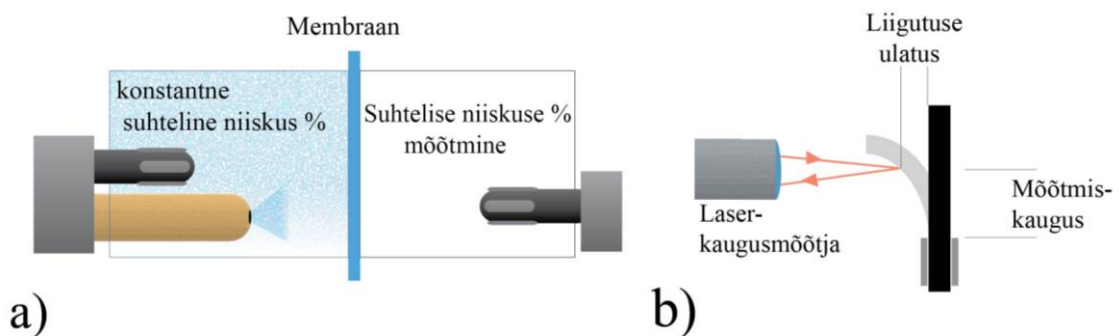 Membraan
konstantne
suhteline niiskus %
Suhtelise niiskuse %
mõõtmine
a)
Liigutuse
ulatus
Laser-
kaugusmõõtja
Mõõtmis-
kaugus
b)